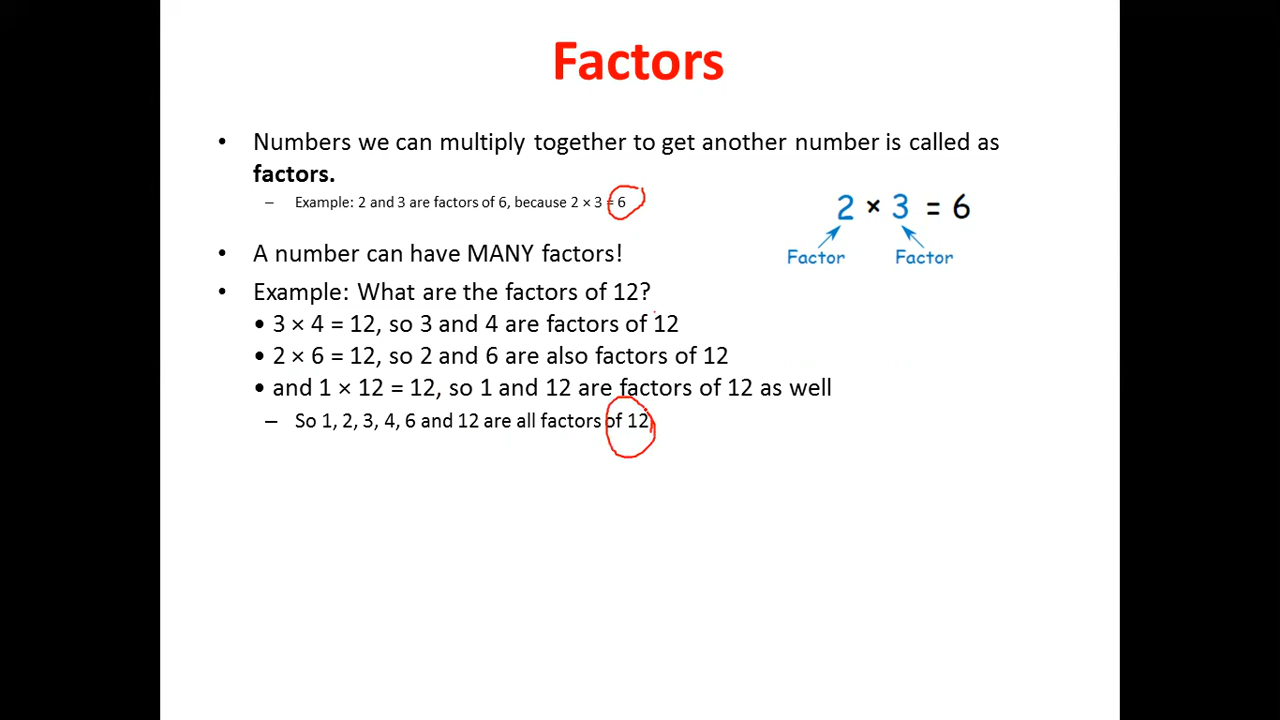 Factors
• Numbers we can multiply together to get another number is called as
factors.
– Example: 2 and 3 are factors of 6, because 2 × 3 = 6
2 × 3 = 6
Factor Factor
• A number can have MANY factors!
• Example: What are the factors of 12?
• 3 × 4 = 12, so 3 and 4 are factors of 12
• 2 × 6 = 12, so 2 and 6 are also factors of 12
• and 1 × 12 = 12, so 1 and 12 are factors of 12 as well
– So 1, 2, 3, 4, 6 and 12 are all factors of 12